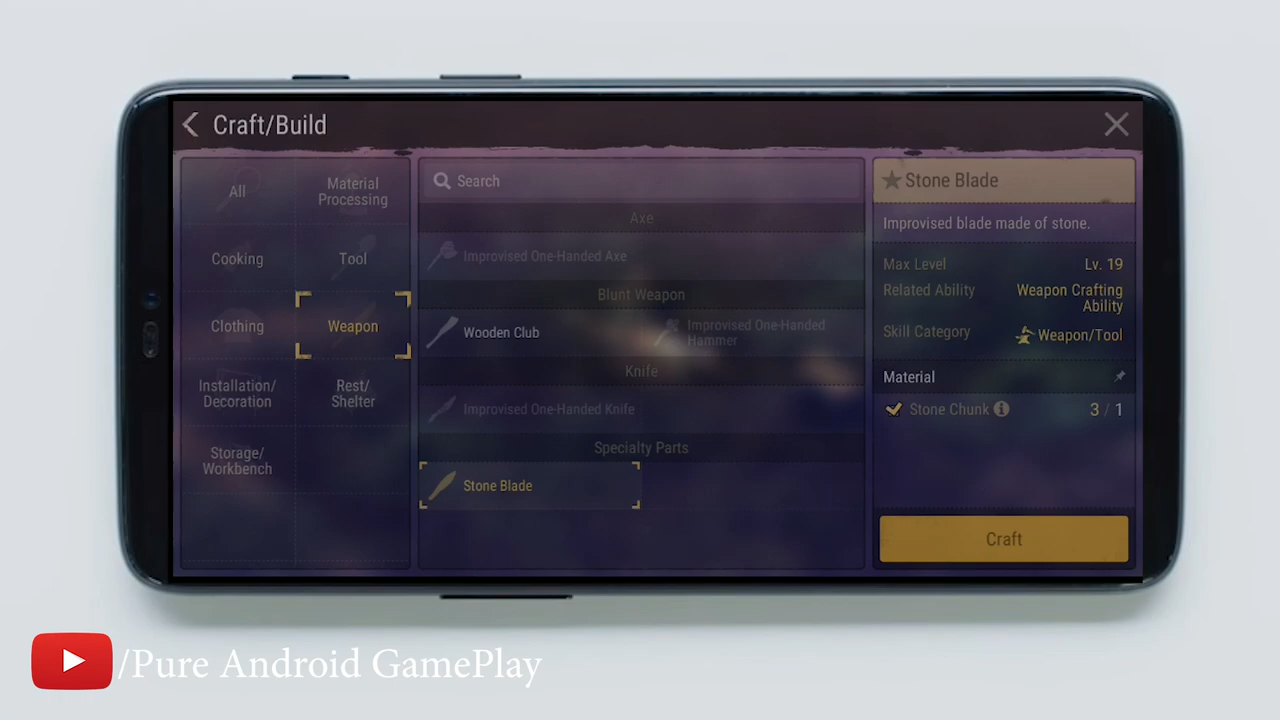 Craft/Build
All
Material
Processing
Cooking
Tool
Clothing
Weapon
Installation/
Decoration
Rest/
Shelter
Storage/
Workbench
Search
Axe
Improvised One-Handed Axe
Blunt Weapon
Wooden Club
Improvised One-Handed
Hammer
Knife
Improvised One-Handed Knife
Specialty Parts
Stone Blade
Stone Blade
Improvised blade made of stone.
Max Level Lv. 19
Related Ability Weapon Crafting
Ability
Skill Category Weapon/Tool
Material
Stone Chunk 3 / 1
Craft
/Pure Android GamePlay